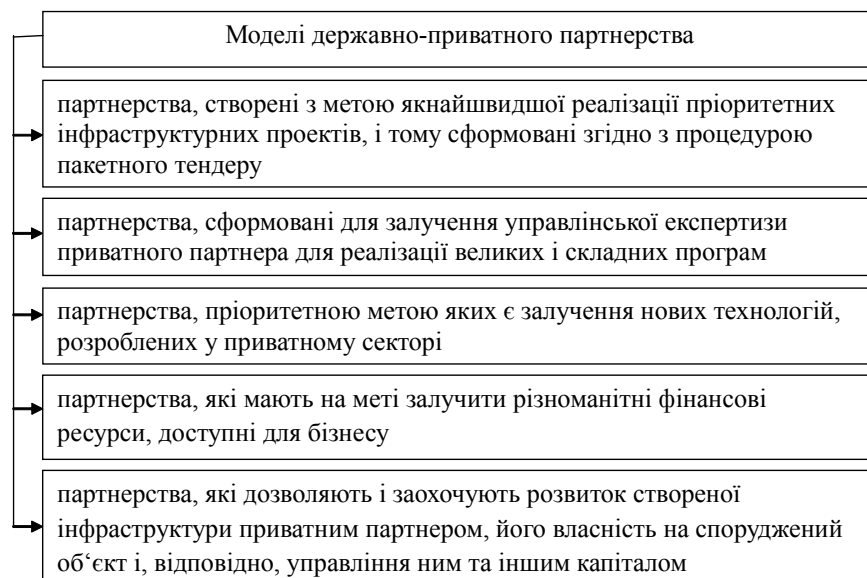 Моделі державно-приватного партнерства
партнерства, створені з метою якнайшвидшої реалізації пріоритетних
інфраструктурних проектів, і тому сформовані згідно з процедурою
пакетного тендеру
партнерства, сформовані для залучення управлінської експертизи
приватного партнера для реалізації великих і складних програм
партнерства, пріоритетною метою яких є залучення нових технологій,
розроблених у приватному секторі
партнерства, які мають на меті залучити різноманітні фінансові
ресурси, доступні для бізнесу
партнерства, які дозволяють і заохочують розвиток створеної
інфраструктури приватним партнером, його власність на споруджений
об‘єкт і, відповідно, управління ним та іншим капіталом